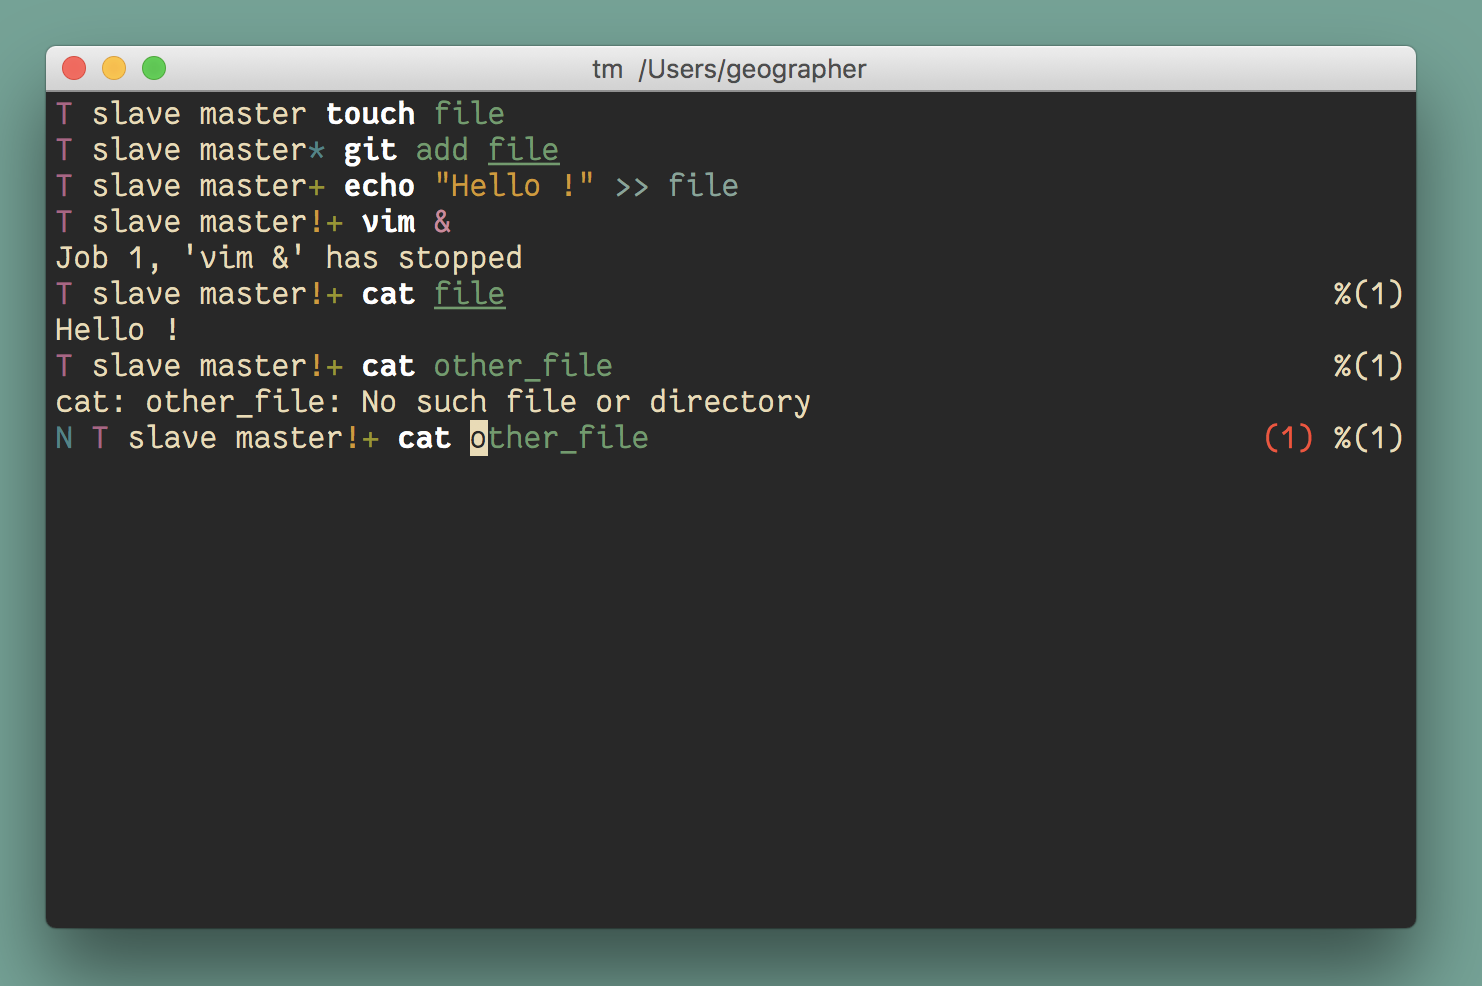 tm /Users/geographer
T slave master touch file
T slave master* git add file
T slave master+ echo "Hello !" >> file
T slave master!+ vim &
Job 1, 'vim &' has stopped
T slave master!+ cat file %(1)
Hello !
T slave master!+ cat other_file %(1)
cat: other_file: No such file or directory
N T slave master!+ cat other_file (1) %(1)